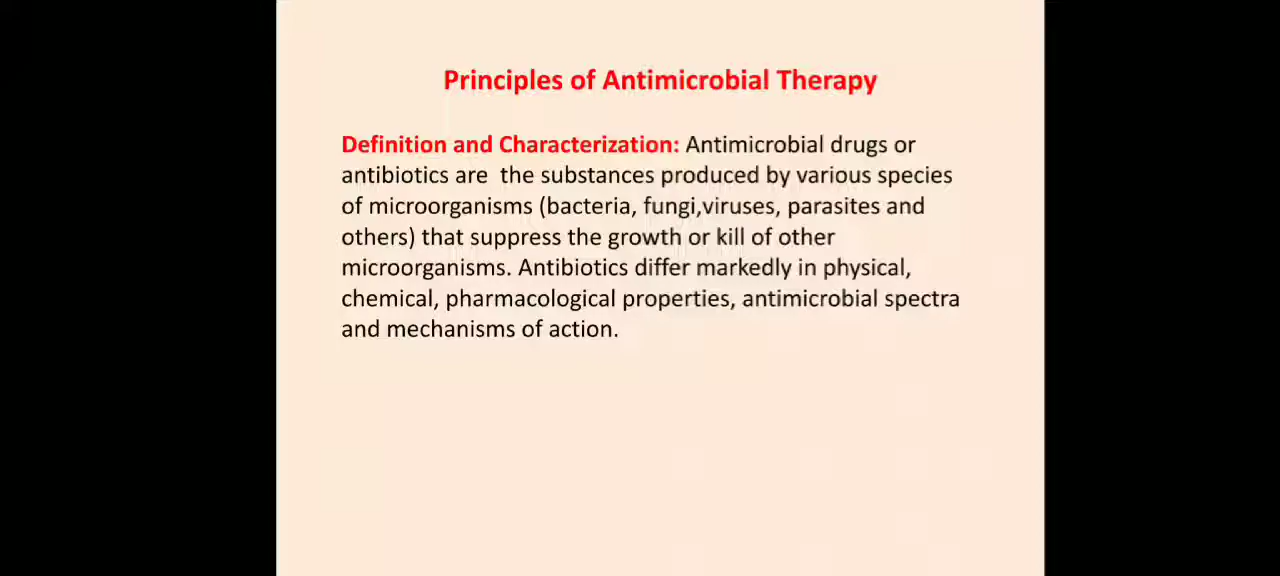 Principles of Antimicrobial Therapy
Definition and Characterization: Antimicrobial drugs or
antibiotics are  the substances produced by various species
of microorganisms (bacteria, fungi,viruses, parasites and
others) that suppress the growth or kill of other
microorganisms. Antibiotics differ markedly in physical,
chemical, pharmacological properties, antimicrobial spectra
and mechanisms of action.